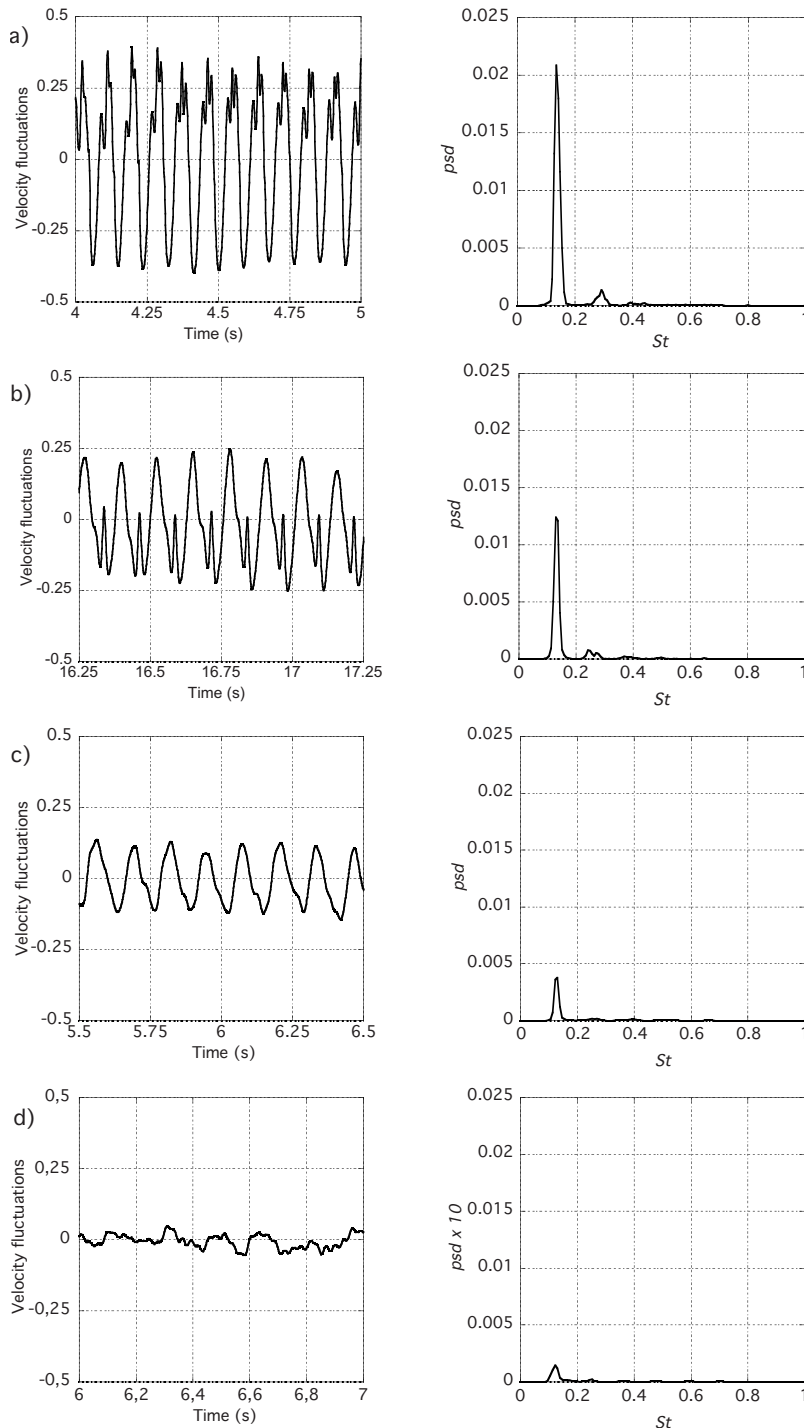 a)
Velocity fluctuations
0.5
0.25
0
-0.25
-0.5
4 4.25 4.5 4.75 5
Time (s)
psd
0.025
0.02
0.015
0.01
0.005
0
0 0.2 0.4 0.6 0.8 1
St
b)
Velocity fluctuations
0.5
0.25
0
-0.25
-0.5
16.25 16.5 16.75 17 17.25
Time (s)
psd
0.025
0.02
0.015
0.01
0.005
0
0 0.2 0.4 0.6 0.8 1
St
c)
Velocity fluctuations
0.5
0.25
0
-0.25
-0.5
5.5 5.75 6 6.25 6.5
Time (s)
psd
0.025
0.02
0.015
0.01
0.005
0
0 0.2 0.4 0.6 0.8 1
St
d)
Velocity fluctuations
0,5
0,25
0
-0,25
-0,5
6 6,2 6,4 6,6 6,8 7
Time (s)
psd x 10
0.025
0.02
0.015
0.01
0.005
0
0 0.2 0.4 0.6 0.8 1
St